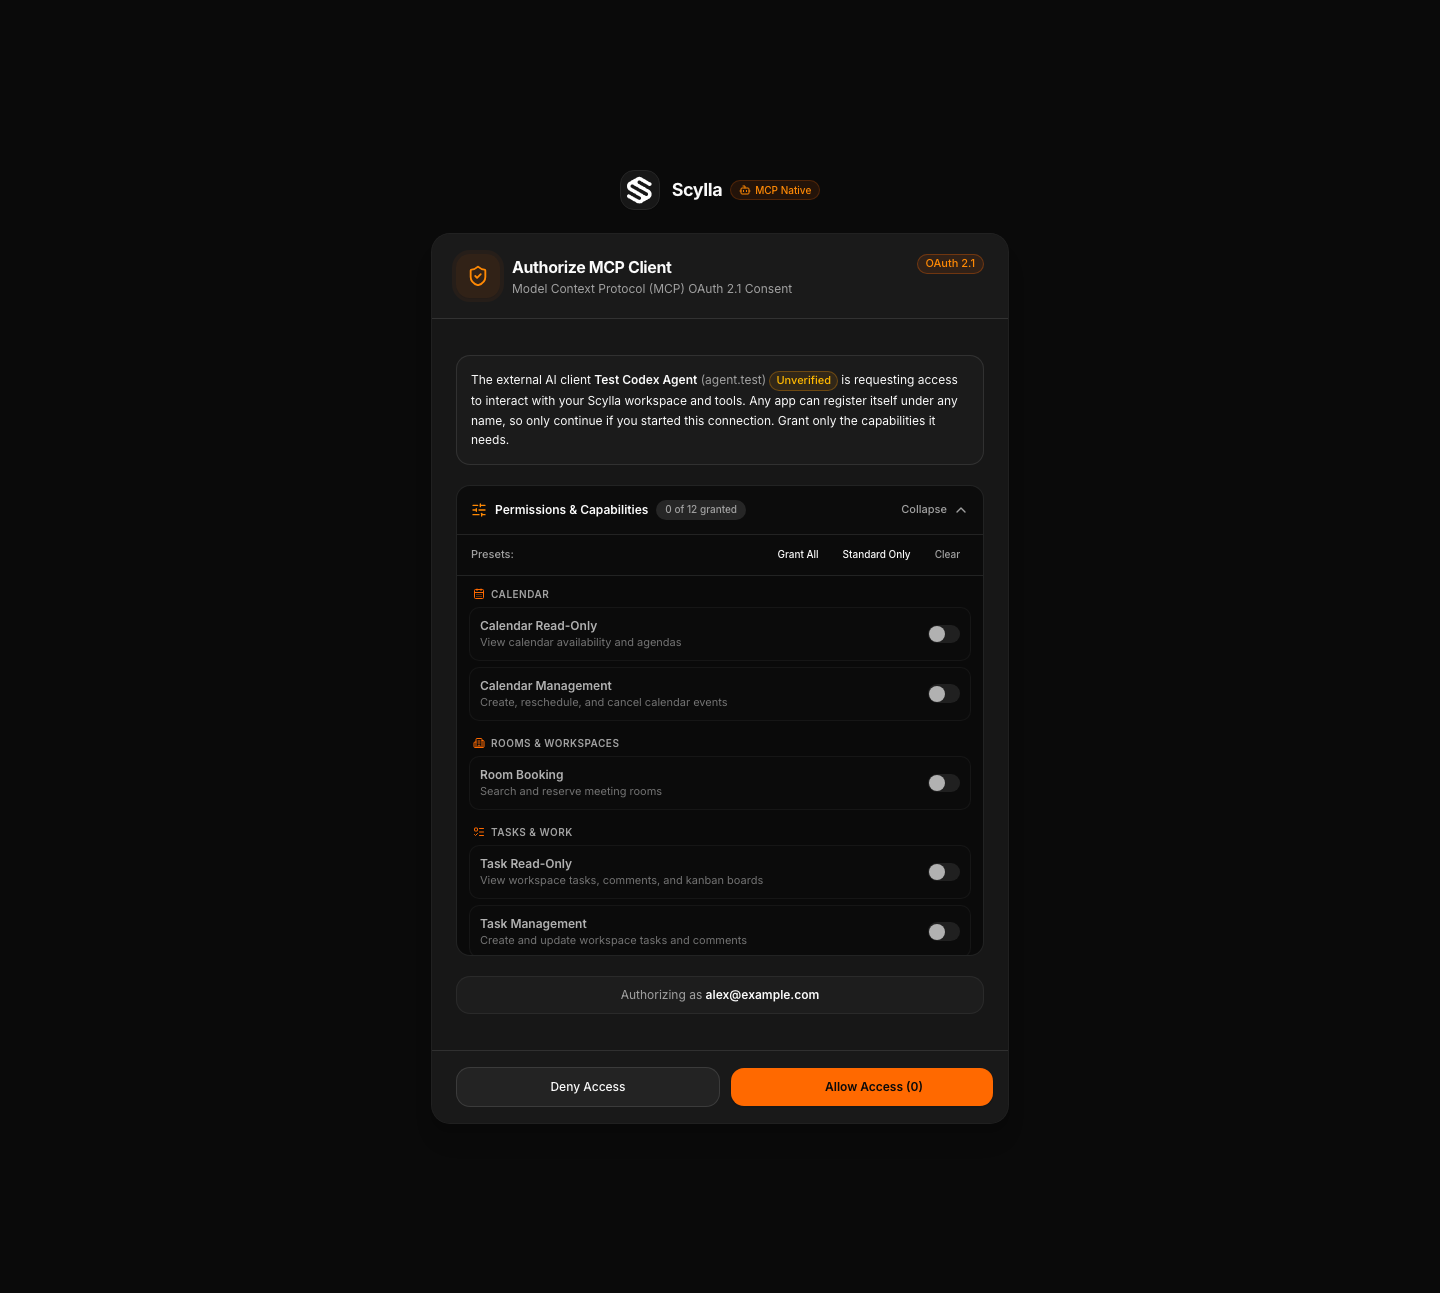 Scylla
MCP Native
Authorize MCP Client
Model Context Protocol (MCP) OAuth 2.1 Consent
OAuth 2.1
The external AI client Test Codex Agent (agent.test) Unverified is requesting access
to interact with your Scylla workspace and tools. Any app can register itself under any
name, so only continue if you started this connection. Grant only the capabilities it
needs.
Permissions & Capabilities 0 of 12 granted Collapse
Presets: Grant All Standard Only Clear
CALENDAR
Calendar Read-Only
View calendar availability and agendas
Calendar Management
Create, reschedule, and cancel calendar events
ROOMS & WORKSPACES
Room Booking
Search and reserve meeting rooms
TASKS & WORK
Task Read-Only
View workspace tasks, comments, and kanban boards
Task Management
Create and update workspace tasks and comments
Authorizing as alex@example.com
Deny Access
Allow Access (0)